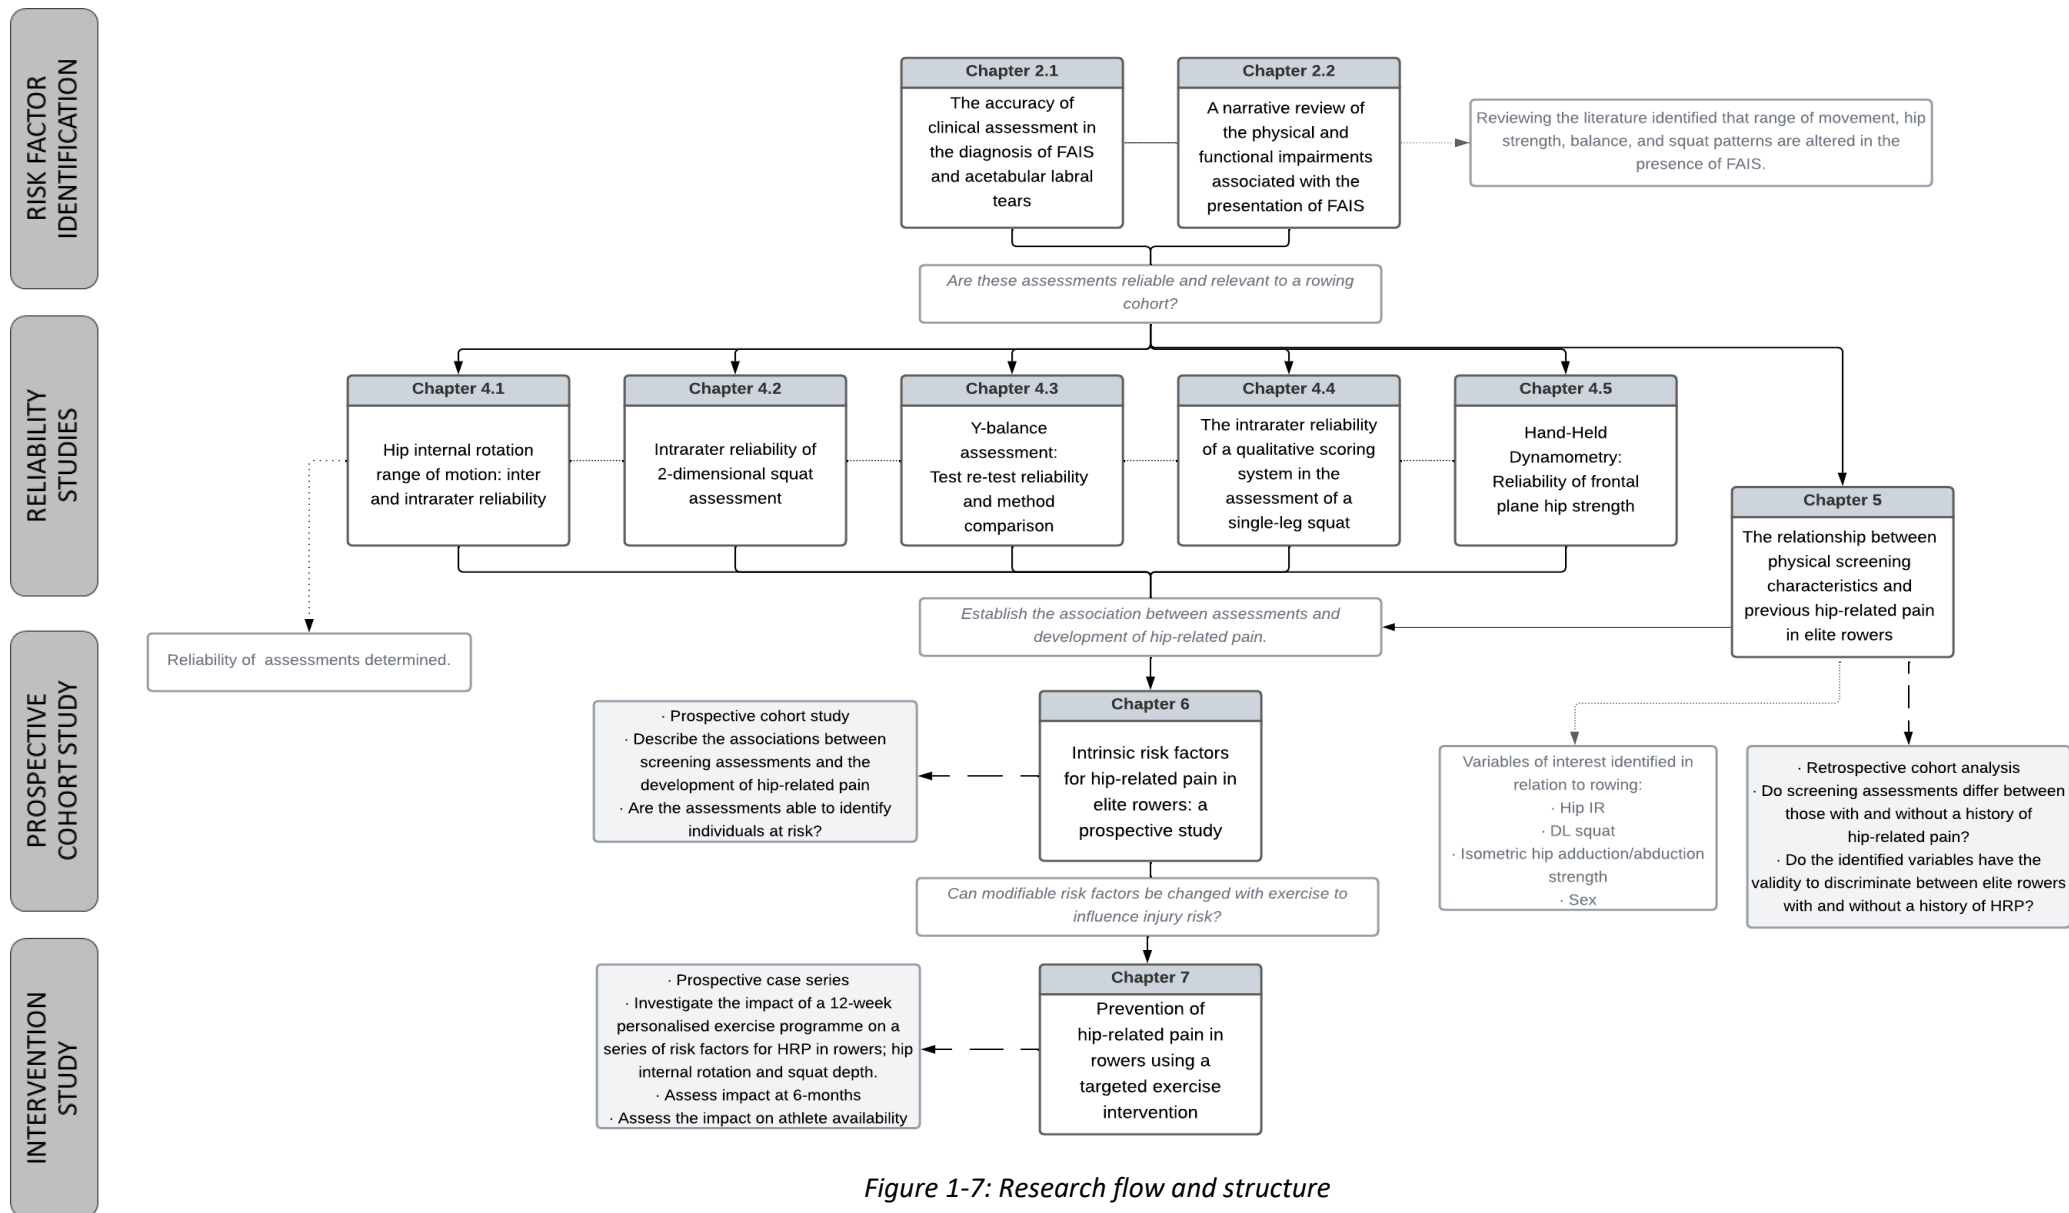 RISK FACTOR
IDENTIFICATION
Chapter 2.1
The accuracy of
clinical assessment in
the diagnosis of FAIS
and acetabular labral
tears
Chapter 2.2
A narrative review of
the physical and
functional impairments
associated with the
presentation of FAIS
Reviewing the literature identified that range of movement, hip
strength, balance, and squat patterns are altered in the
presence of FAIS.
Are these assessments reliable and relevant to a rowing
cohort?
RELIABILITY
STUDIES
Chapter 4.1
Hip internal rotation
range of motion: inter
and intrarater reliability
Chapter 4.2
Intrarater reliability of
2-dimensional squat
assessment
Chapter 4.3
Y-balance
assessment:
Test re-test reliability
and method
comparison
Chapter 4.4
The intrarater reliability
of a qualitative scoring
system in the
assessment of a
single-leg squat
Chapter 4.5
Hand-Held
Dynamometry:
Reliability of frontal
plane hip strength
Chapter 5
The relationship between
physical screening
characteristics and
previous hip-related pain
in elite rowers
Reliability of  assessments determined.
Establish the association between assessments and
development of hip-related pain.
PROSPECTIVE
COHORT STUDY
· Prospective cohort study
· Describe the associations between
screening assessments and the
development of hip-related pain
· Are the assessments able to identify
individuals at risk?
Chapter 6
Intrinsic risk factors
for hip-related pain in
elite rowers: a
prospective study
Variables of interest identified in
relation to rowing:
· Hip IR
· DL squat
· Isometric hip adduction/abduction
strength
· Sex
· Retrospective cohort analysis
· Do screening assessments differ between
those with and without a history of
hip-related pain?
· Do the identified variables have the
validity to discriminate between elite rowers
with and without a history of HRP?
Can modifiable risk factors be changed with exercise to
influence injury risk?
INTERVENTION
STUDY
· Prospective case series
· Investigate the impact of a 12-week
personalised exercise programme on a
series of risk factors for HRP in rowers; hip
internal rotation and squat depth.
· Assess impact at 6-months
· Assess the impact on athlete availability
Chapter 7
Prevention of
hip-related pain in
rowers using a
targeted exercise
intervention
Figure 1-7: Research flow and structure